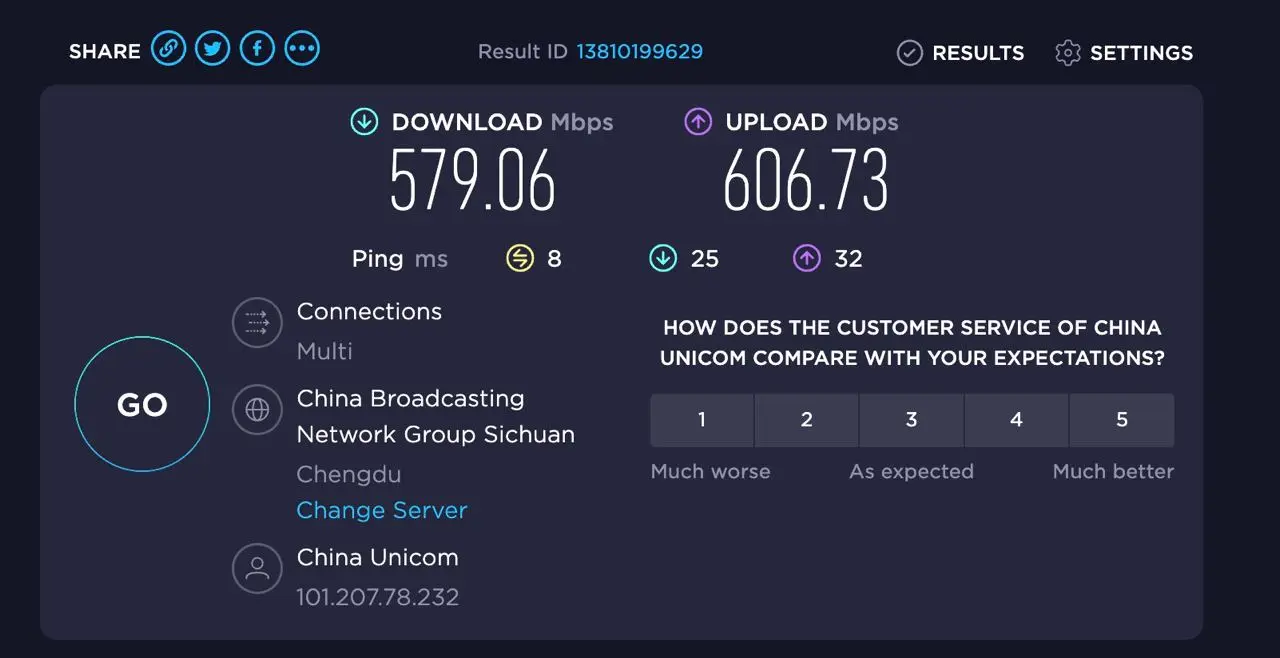 SHARE
Result ID 13810199629
RESULTS
SETTINGS
DOWNLOAD Mbps
579.06
UPLOAD Mbps
606.73
Ping ms 8 25 32
Connections
Multi
China Broadcasting
Network Group Sichuan
Chengdu
Change Server
China Unicom
101.207.78.232
GO
HOW DOES THE CUSTOMER SERVICE OF CHINA
UNICOM COMPARE WITH YOUR EXPECTATIONS?
1 2 3 4 5
Much worse As expected Much better